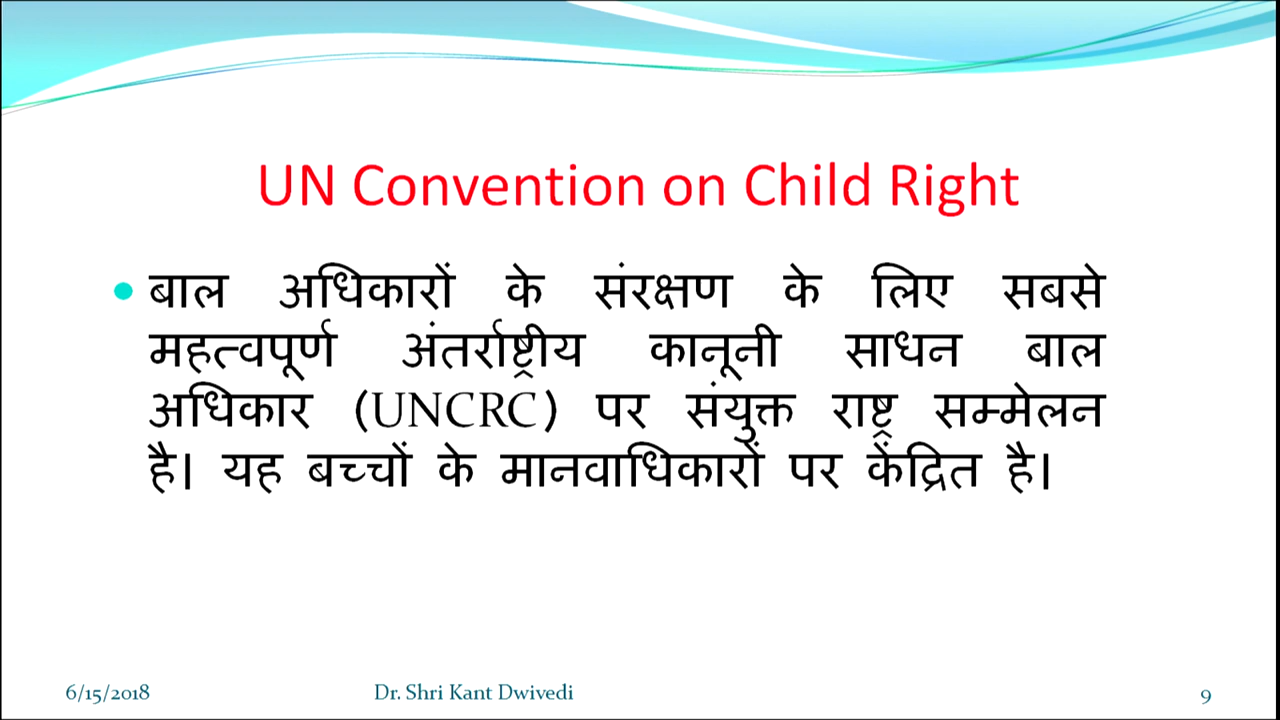 UN Convention on Child Right
• बाल अधिकारों के संरक्षण के लिए सबसे
महत्वपूर्ण अंतर्राष्ट्रीय कानूनी साधन बाल
अधिकार (UNCRC) पर संयुक्त राष्ट्र सम्मेलन
है। यह बच्चों के मानवाधिकारों पर केंद्रित है।
6/15/2018 Dr. Shri Kant Dwivedi 9